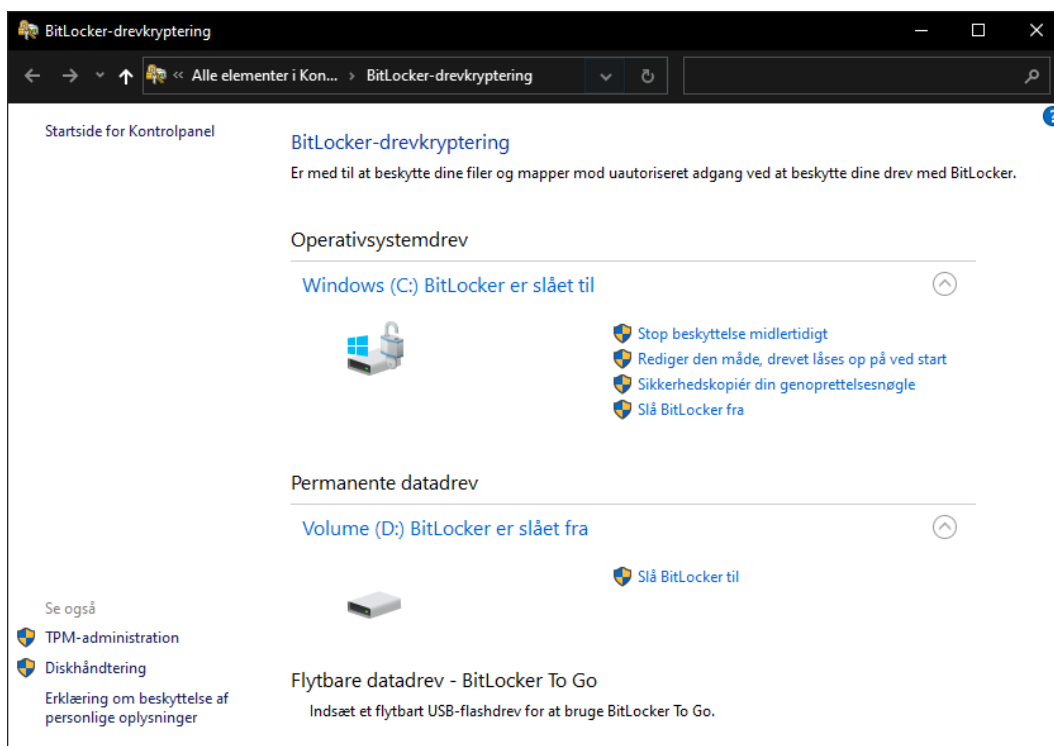 BitLocker-drevkryptering
« Alle elementer i Kon... › BitLocker-drevkryptering
Startside for Kontrolpanel
?
BitLocker-drevkryptering
Er med til at beskytte dine filer og mapper mod uautoriseret adgang ved at beskytte dine drev med BitLocker.
Operativsystemdrev
Windows (C:) BitLocker er slået til
Stop beskyttelse midlertidigt
Rediger den måde, drevet låses op på ved start
Sikkerhedskopiér din genoprettelsesnøgle
Slå BitLocker fra
Permanente datadrev
Volume (D:) BitLocker er slået fra
Slå BitLocker til
Flytbare datadrev - BitLocker To Go
Indsæt et flytbart USB-flashdrev for at bruge BitLocker To Go.
Se også
TPM-administration
Diskhåndtering
Erklæring om beskyttelse af
personlige oplysninger